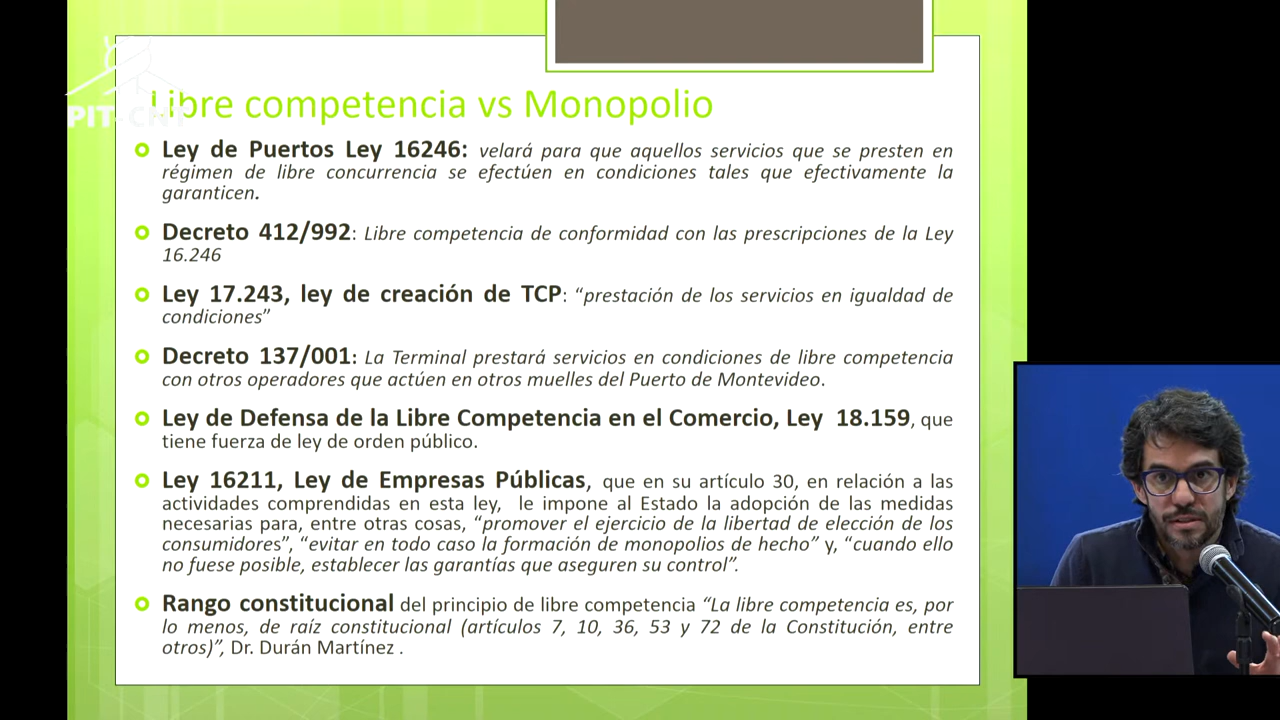 PIT-CNT
Libre competencia vs Monopolio
Ley de Puertos Ley 16246: velará para que aquellos servicios que se presten en
régimen de libre concurrencia se efectúen en condiciones tales que efectivamente la
garanticen.
Decreto 412/992: Libre competencia de conformidad con las prescripciones de la Ley
16.246
Ley 17.243, ley de creación de TCP: “prestación de los servicios en igualdad de
condiciones”
Decreto 137/001: La Terminal prestará servicios en condiciones de libre competencia
con otros operadores que actúen en otros muelles del Puerto de Montevideo.
Ley de Defensa de la Libre Competencia en el Comercio, Ley 18.159, que
tiene fuerza de ley de orden público.
Ley 16211, Ley de Empresas Públicas, que en su artículo 30, en relación a las
actividades comprendidas en esta ley, le impone al Estado la adopción de las medidas
necesarias para, entre otras cosas, “promover el ejercicio de la libertad de elección de los
consumidores”, “evitar en todo caso la formación de monopolios de hecho” y, “cuando ello
no fuese posible, establecer las garantías que aseguren su control”.
Rango constitucional del principio de libre competencia “La libre competencia es, por
lo menos, de raíz constitucional (artículos 7, 10, 36, 53 y 72 de la Constitución, entre
otros)”, Dr. Durán Martínez .